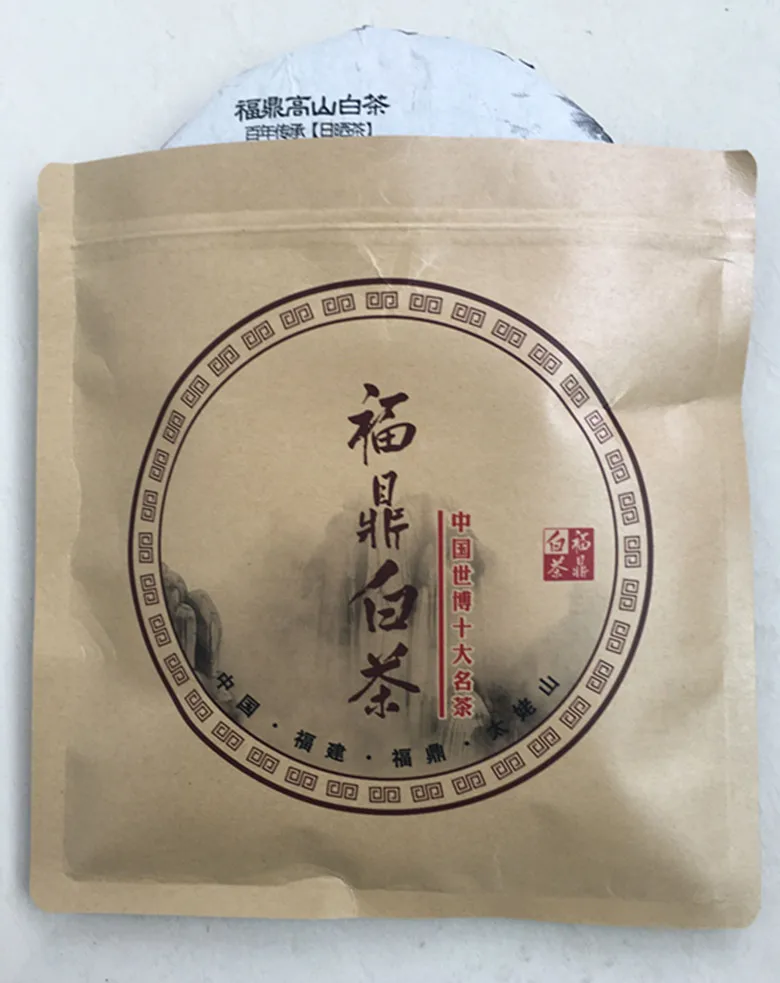 福鼎高山白茶
百年传承【日晒茶】
福鼎白茶
中国世博十大名茶
福鼎
白茶
中国·福建·福鼎·太姥山